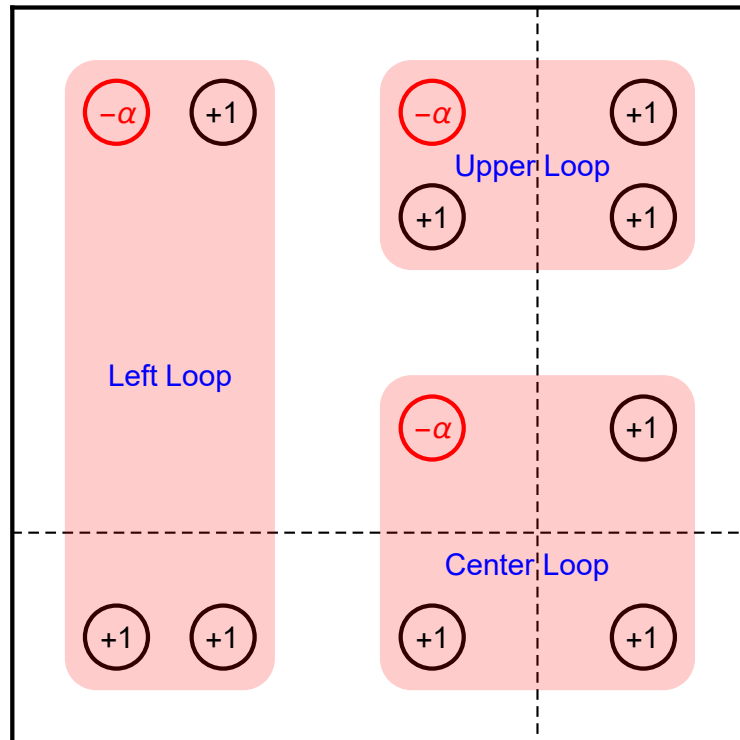 −α +1 −α +1
Upper Loop
+1 +1
Left Loop
−α +1
Center Loop
+1 +1 +1 +1